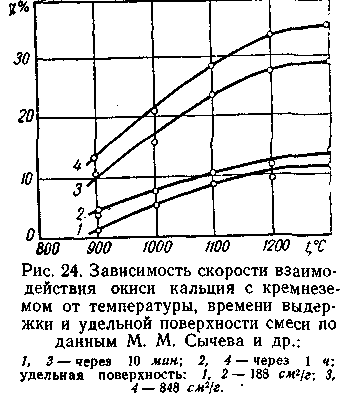 χ%
30
20
10
0
4
3
2
1
800 900 1000 1100 1200 t,°C
Рис. 24. Зависимость скорости взаимо-
действия окиси кальция с кремнезе-
мом от температуры, времени выдер-
жки и удельной поверхности смеси по
данным М. М. Сычева и др.:
1, 3 — через 10 мин; 2, 4 — через 1 ч;
удельная поверхность: 1, 2 — 188 см²/г; 3,
4 — 848 см²/г.